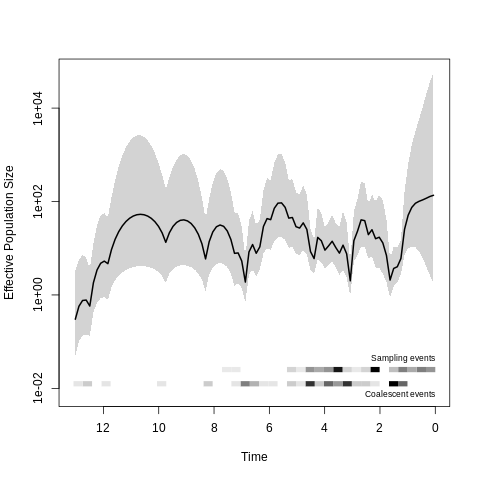 Effective Population Size
1e+04
1e+02
1e+00
1e-02
Sampling events
Coalescent events
12 10 8 6 4 2 0
Time